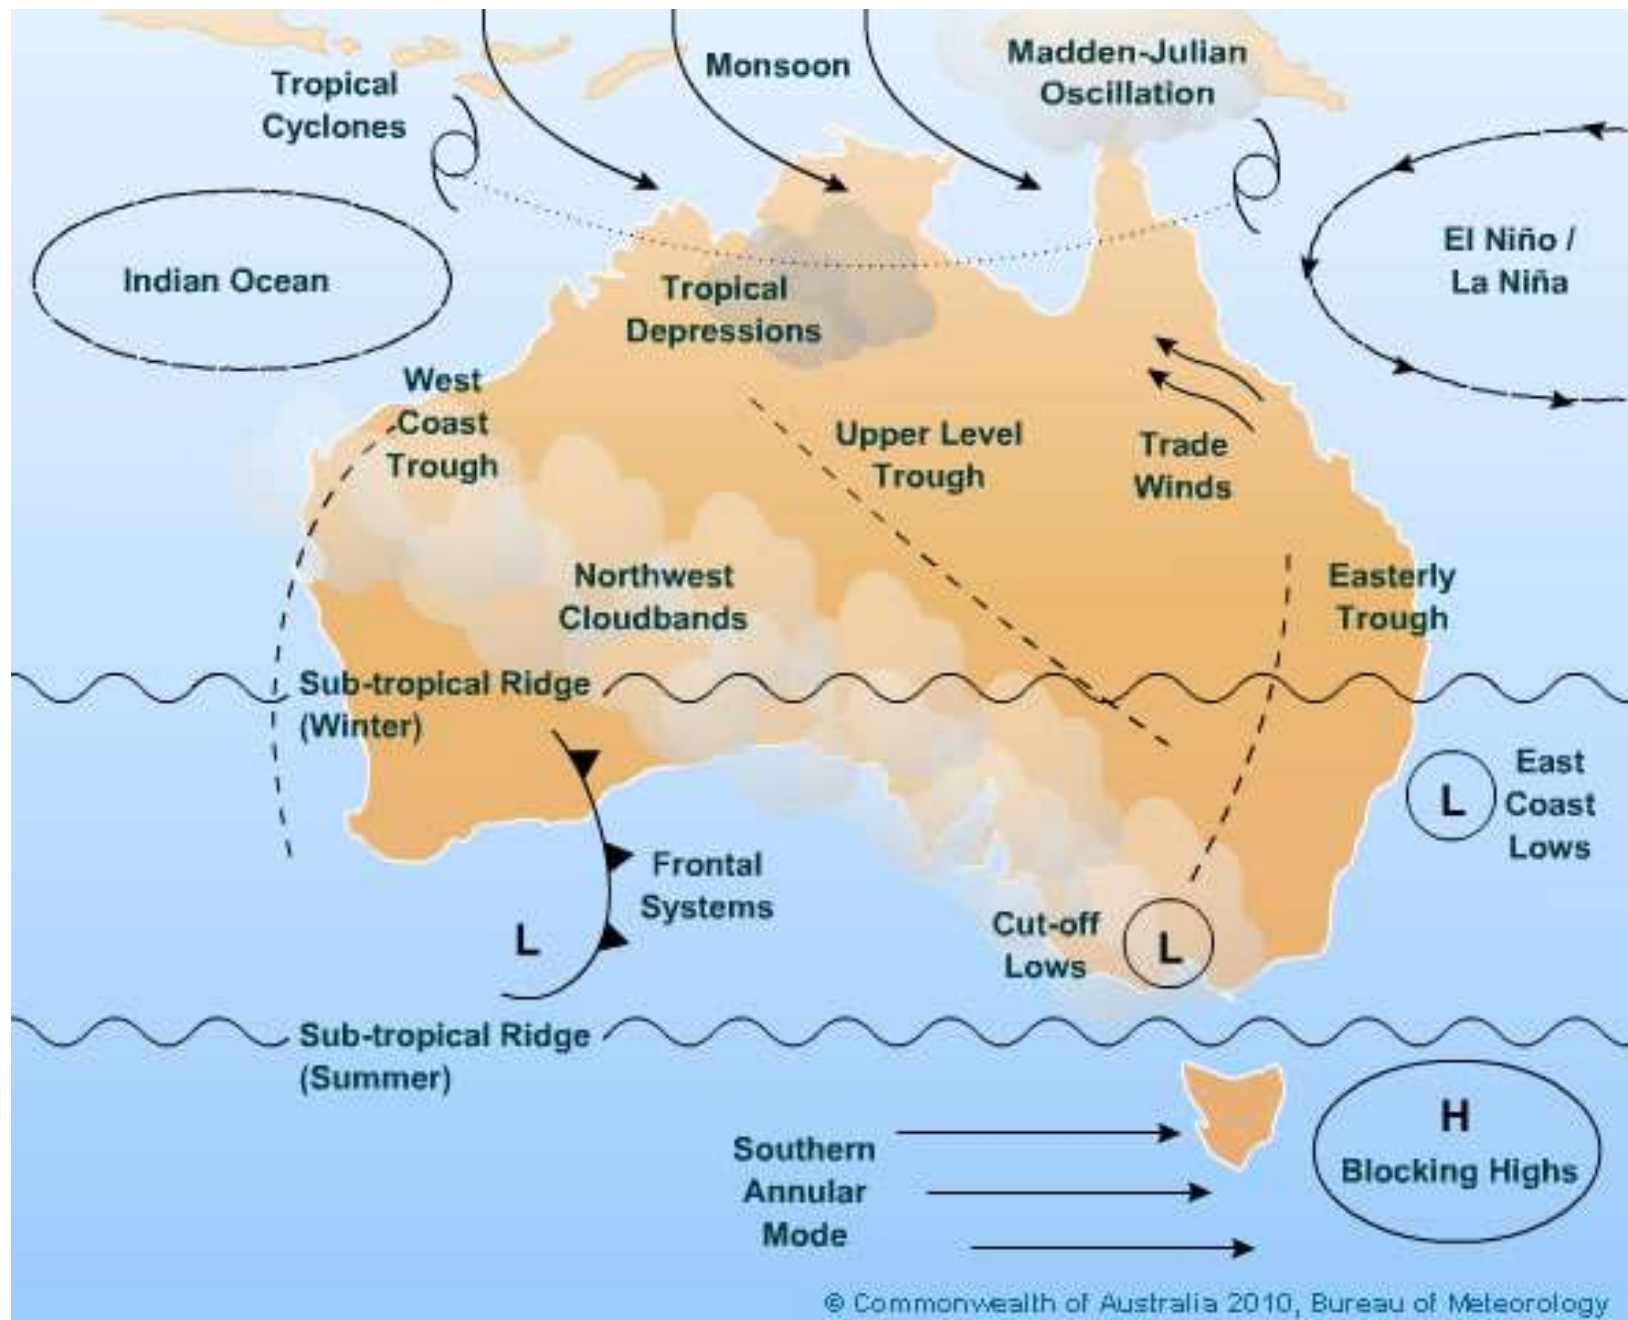 Madden-Julian
Oscillation
Monsoon
Tropical
Cyclones
El Niño /
La Niña
Indian Ocean
Tropical
Depressions
West
Coast
Trough
Upper Level
Trough
Trade
Winds
Northwest
Cloudbands
Easterly
Trough
Sub-tropical Ridge
(Winter)
East
Coast
Lows
L
Frontal
Systems
L
Cut-off
Lows
L
Sub-tropical Ridge
(Summer)
H
Blocking Highs
Southern
Annular
Mode
© Commonwealth of Australia 2010, Bureau of Meteorology